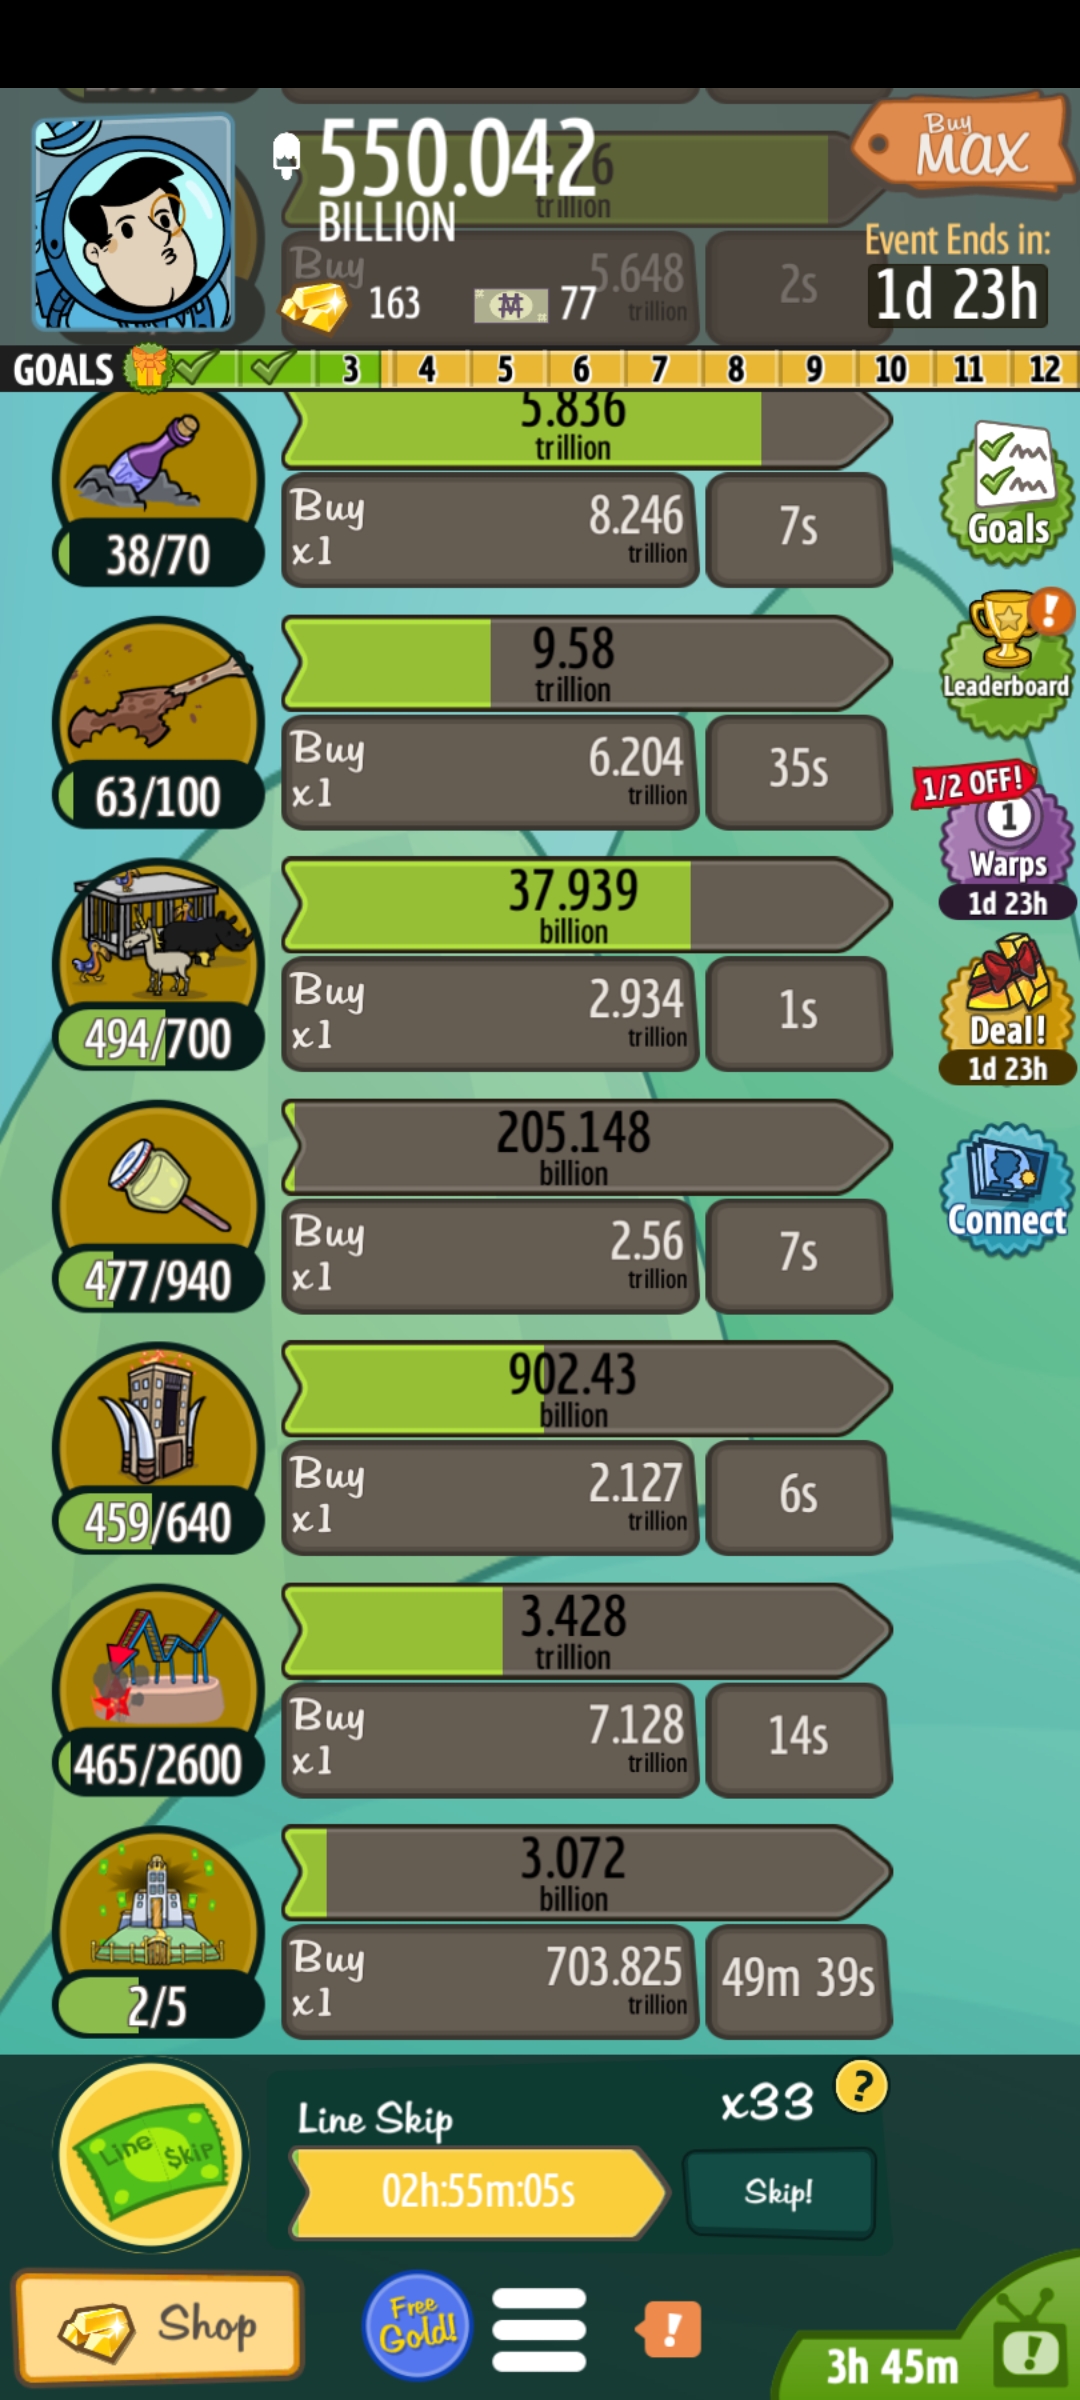 550.042
BILLION
Buy
MAX
trillion
Buy
5.648
trillion
2s
163
77
Event Ends in:
1d 23h
GOALS
3
4
5
6
7
8
9
10
11
12
5.836
trillion
38/70
Buy
x1
8.246
trillion
7s
Goals
9.58
trillion
63/100
Buy
x1
6.204
trillion
35s
Leaderboard
1/2 OFF!
1
Warps
1d 23h
37.939
billion
494/700
Buy
x1
2.934
trillion
1s
Deal!
1d 23h
205.148
billion
477/940
Buy
x1
2.56
trillion
7s
Connect
902.43
billion
459/640
Buy
x1
2.127
trillion
6s
3.428
trillion
465/2600
Buy
x1
7.128
trillion
14s
3.072
billion
2/5
Buy
x1
703.825
trillion
49m 39s
Line $kip
Line Skip
x33
?
02h:55m:05s
Skip!
Shop
Free
Gold!
!
3h 45m
!